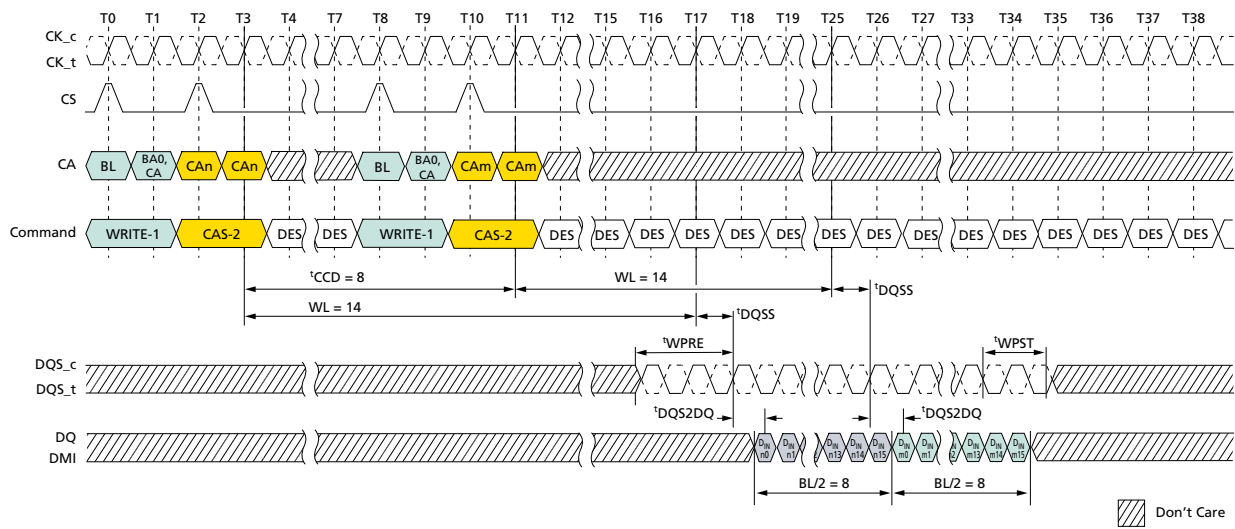 T0 T1 T2 T3 T4 T7 T8 T9 T10 T11 T12 T15 T16 T17 T18 T19 T25 T26 T27 T33 T34 T35 T36 T37 T38
CK_c
CK_t
CS
CA BL BA0, CA CAn CAn BL BA0, CA CAm CAm
Command WRITE-1 CAS-2 DES DES WRITE-1 CAS-2 DES DES DES DES DES DES DES DES DES DES DES DES DES DES DES
tCCD = 8 WL = 14 tDQSS
WL = 14 tDQSS
tWPRE tWPST
DQS_c
DQS_t
tDQS2DQ tDQS2DQ
DQ
DMI
DIN n0 DIN n1 DIN n13 DIN n14 DIN n15 DIN m0 DIN m1 DIN m13 DIN m14 DIN m15
BL/2 = 8 BL/2 = 8
Don't Care